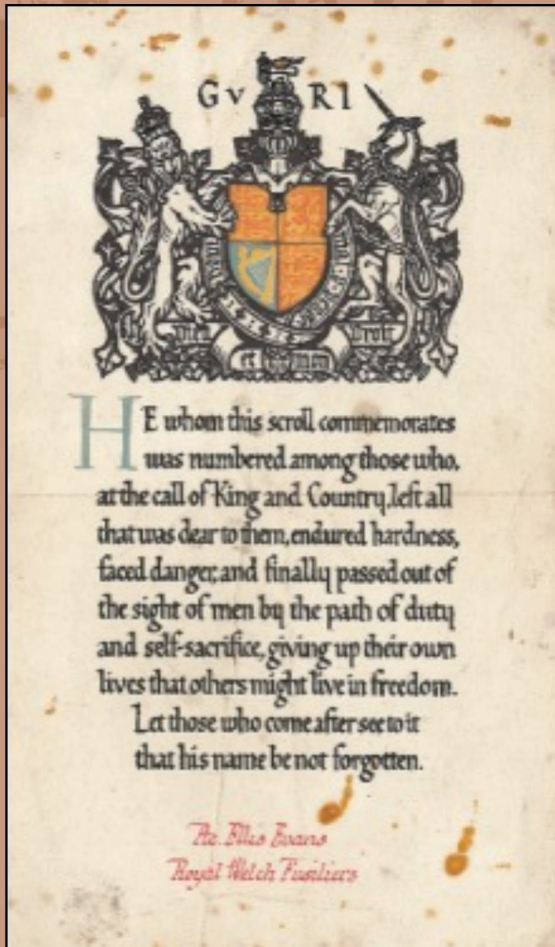 G V R I
Dieu et mon Droit
HE whom this scroll commemorates
was numbered among those who,
at the call of King and Country, left all
that was dear to them, endured hardness,
faced danger, and finally passed out of
the sight of men by the path of duty
and self-sacrifice, giving up their own
lives that others might live in freedom.
Let those who come after see to it
that his name be not forgotten.
Pte. Ellis Evans
Royal Welch Fusiliers